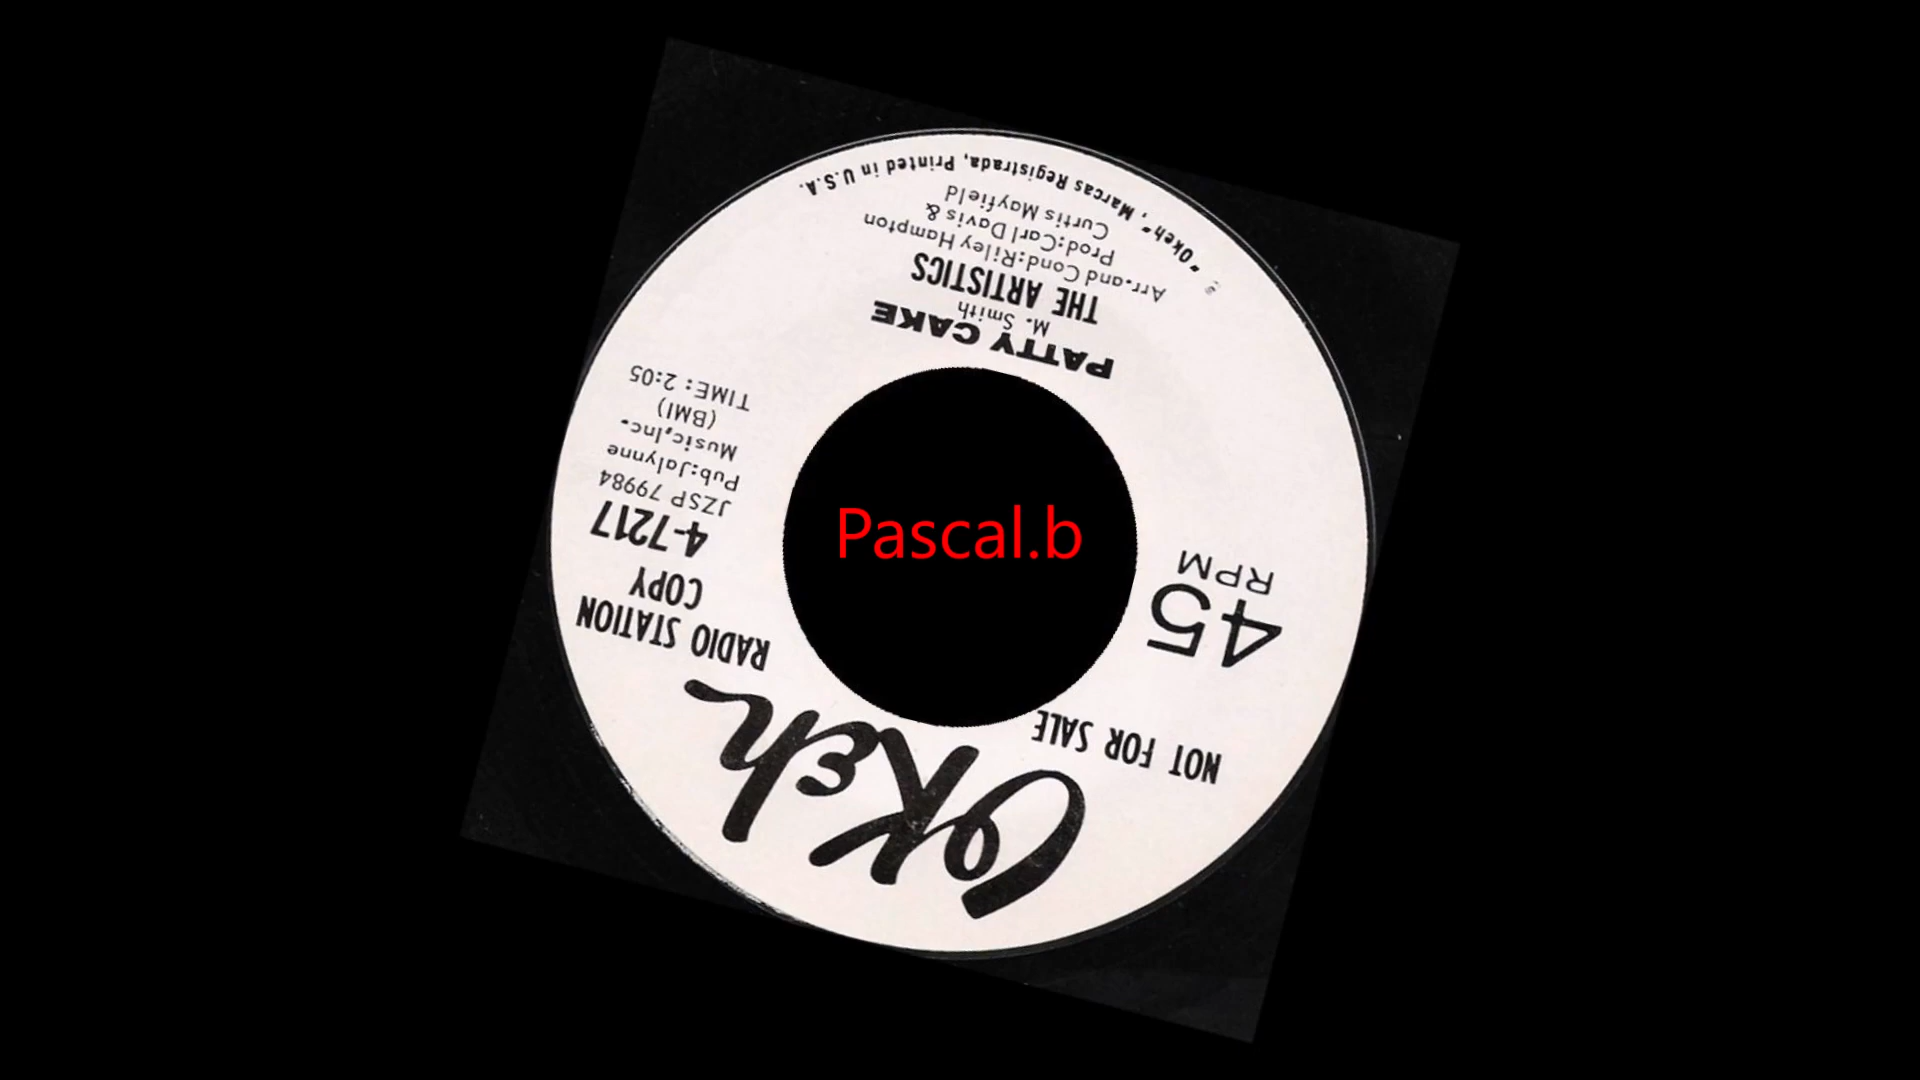 OKeh
NOT FOR SALE
RADIO STATION
COPY
45
RPM
4-7217
JZSP 79984
Pub:Jalynne
Music,Inc.
(BMI)
TIME: 2:05
Pascal.b
PATTY CAKE
M. Smith
THE ARTISTICS
Arr.and Cond:Riley Hampton
Prod:Carl Davis &
Curtis Mayfield
"Okeh", Marcas Registrada, Printed in U.S.A.